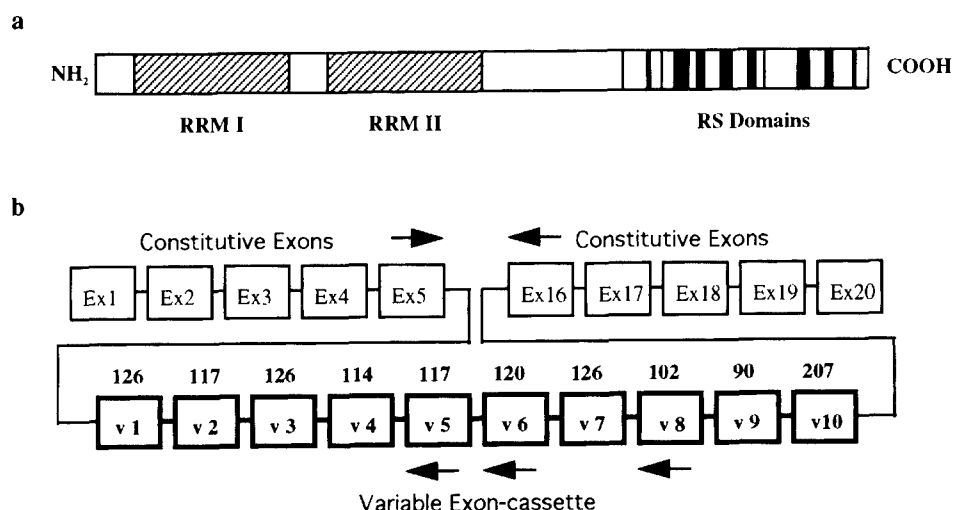 a
NH2 COOH
RRM I RRM II RS Domains
b
Constitutive Exons Constitutive Exons
Ex1 Ex2 Ex3 Ex4 Ex5 Ex16 Ex17 Ex18 Ex19 Ex20
126 117 126 114 117 120 126 102 90 207
v 1 v 2 v 3 v 4 v 5 v 6 v 7 v 8 v 9 v10
Variable Exon-cassette